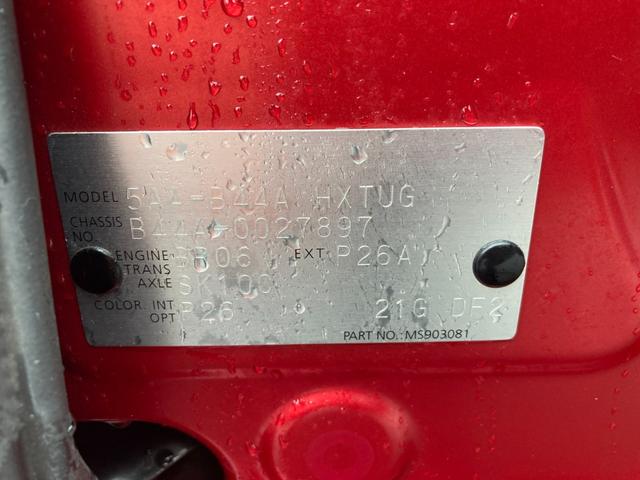 MODEL 5AA-B44A HXTUG
CHASSIS NO. B44A-0027897
ENGINE BR06 EXT P26A
TRANS AXLE SK100
COLOR INT P26 21G DF2
OPT
PART NO.: MS903081